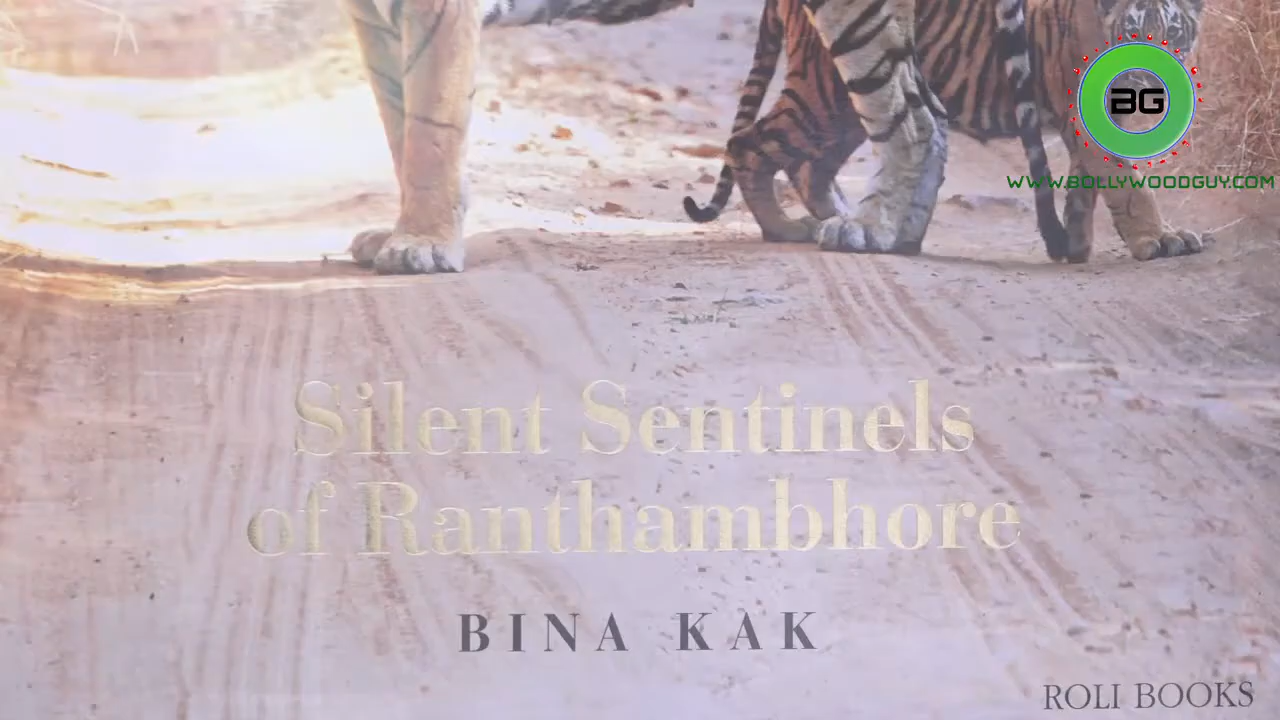 BG
WWW.BOLLYWOODGUY.COM
Silent Sentinels
of Ranthambhore
BINA KAK
ROLI BOOKS